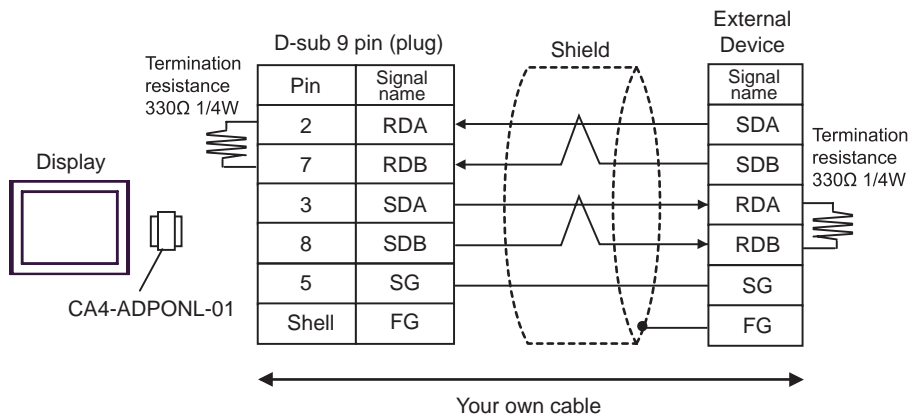 External
Device
D-sub 9 pin (plug)
Shield
Termination
resistance
330Ω 1/4W
Pin
Signal
name
Signal
name
2
RDA
SDA
7
RDB
SDB
Termination
resistance
330Ω 1/4W
Display
3
SDA
RDA
8
SDB
RDB
5
SG
SG
CA4-ADPONL-01
Shell
FG
FG
Your own cable